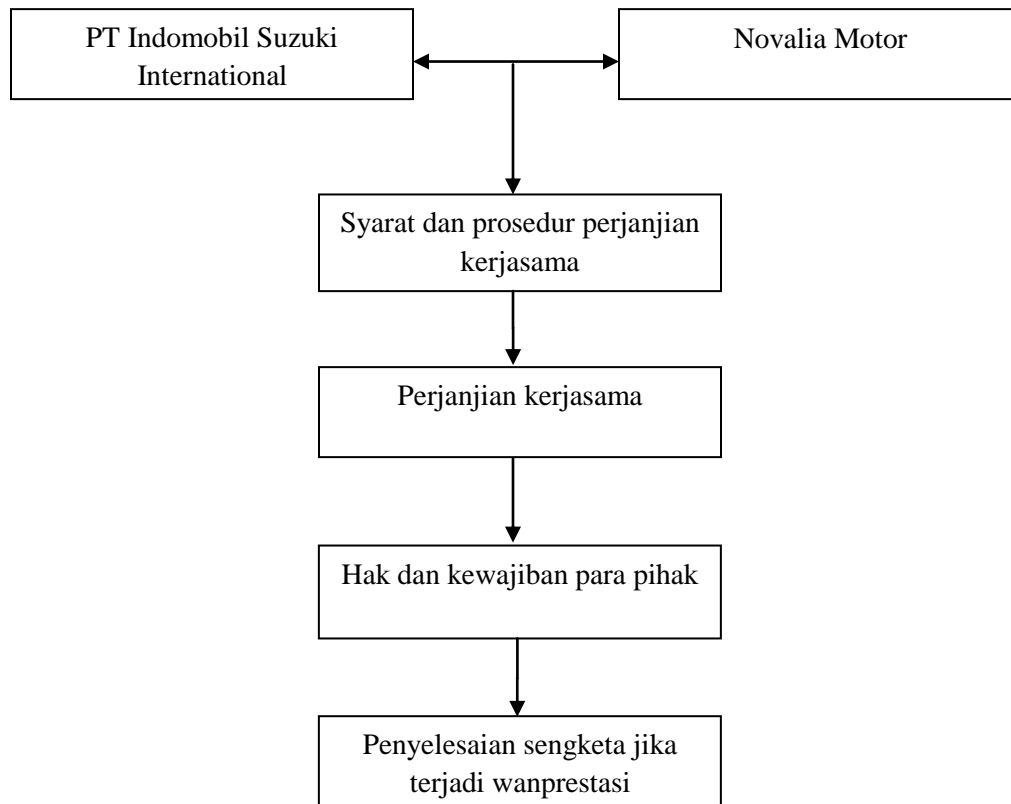 PT Indomobil Suzuki
International
Novalia Motor
Syarat dan prosedur perjanjian
kerjasama
Perjanjian kerjasama
Hak dan kewajiban para pihak
Penyelesaian sengketa jika
terjadi wanprestasi